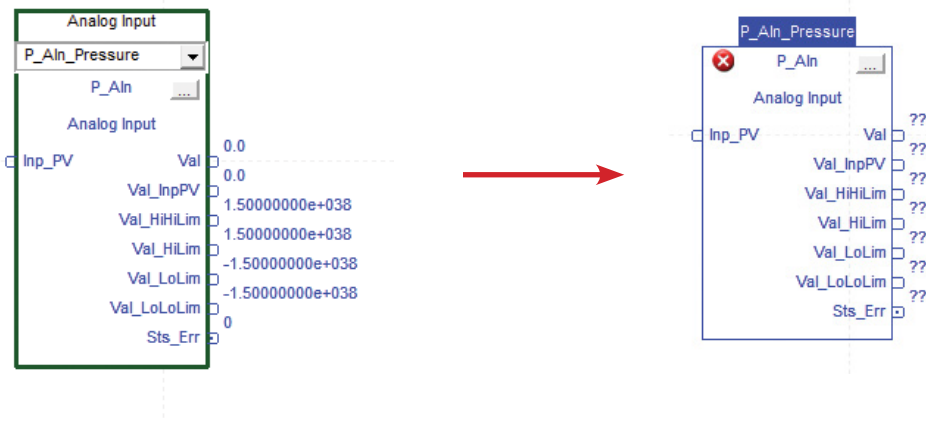 Analog Input
P_AIn_Pressure
P_AIn ...
Analog Input
Inp_PV Val 0.0
Val_InpPV 0.0
Val_HiHiLim 1.50000000e+038
Val_HiLim 1.50000000e+038
Val_LoLim -1.50000000e+038
Val_LoLoLim -1.50000000e+038
Sts_Err 0
P_AIn_Pressure
P_AIn ...
Analog Input
Inp_PV Val ??
Val_InpPV ??
Val_HiHiLim ??
Val_HiLim ??
Val_LoLim ??
Val_LoLoLim ??
Sts_Err ??